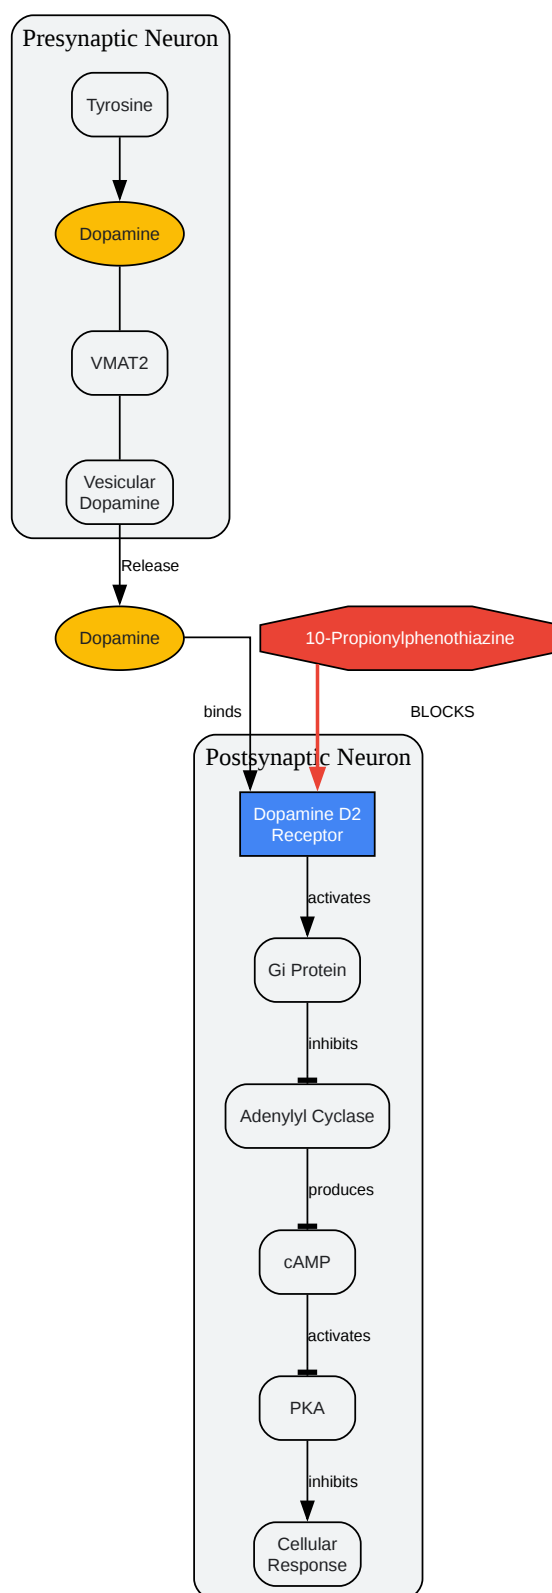 Presynaptic Neuron
Tyrosine
Dopamine
VMAT2
Vesicular
Dopamine
Release
Dopamine
10-Propionylphenothiazine
binds
BLOCKS
Postsynaptic Neuron
Dopamine D2
Receptor
activates
Gi Protein
inhibits
Adenylyl Cyclase
produces
cAMP
activates
PKA
inhibits
Cellular
Response